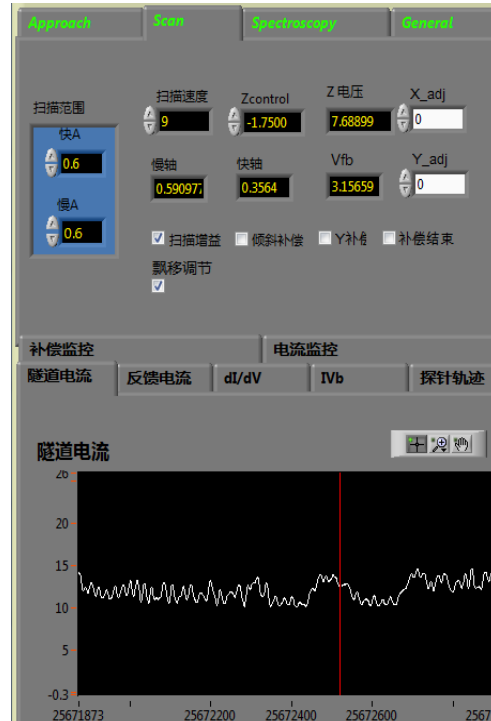 Approach Scan Spectroscopy General
扫描范围 扫描速度 Zcontrol Z 电压 X_adj
快A 9 -1.7500 7.68899 0
0.6 慢轴 快轴 Vfb Y_adj
慢A 0.59097 0.3564 3.15659 0
0.6
扫描增益 倾斜补偿 Y补偿 补偿结束
飘移调节
补偿监控 电流监控
隧道电流 反馈电流 dI/dV IVb 探针轨迹
隧道电流
26
20
15
10
5
-0.3
25671873 25672200 25672400 25672600 2567